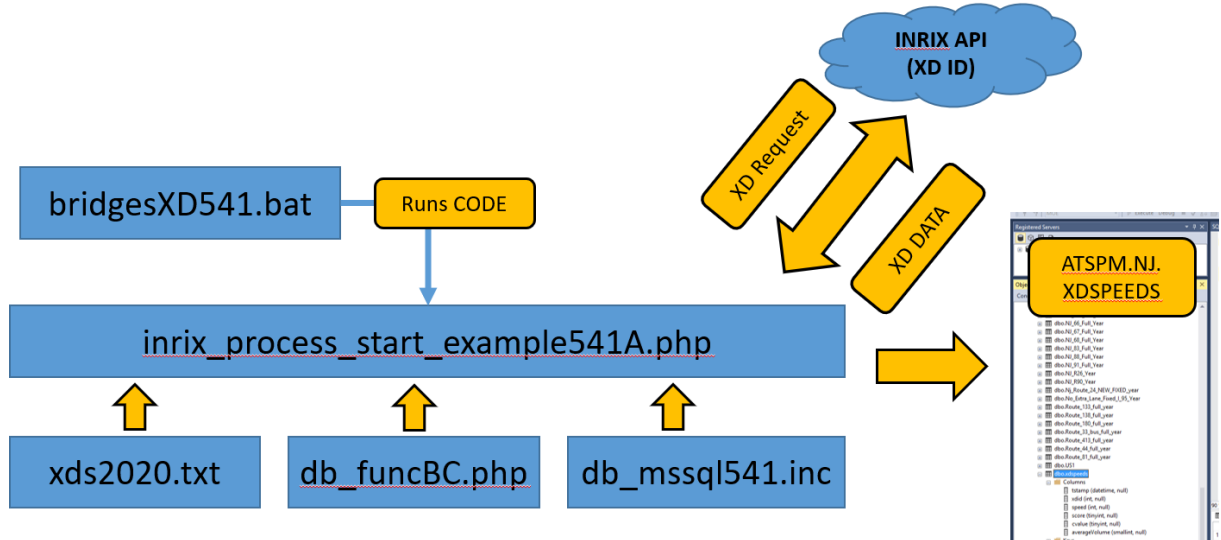 INRIX API
(XD ID)
XD Request
XD DATA
bridgesXD541.bat
Runs CODE
inrix_process_start_example541A.php
xds2020.txt
db_funcBC.php
db_mssql541.inc
Registered Servers
ATSPM.NJ.
XDSPEEDS
dbo.NJ_66_Full_Year
dbo.NJ_67_Full_Year
dbo.NJ_68_Full_Year
dbo.NJ_83_Full_Year
dbo.NJ_88_Full_Year
dbo.NJ_91_Full_Year
dbo.NJ_R26_Year
dbo.NJ_R90_Year
dbo.Nj_Route_24_NEW_FIXED_year
dbo.No_Extra_Lane_Fixed_I_95_Year
dbo.Route_133_full_year
dbo.Route_138_full_year
dbo.Route_180_full_year
dbo.Route_33_bus_full_year
dbo.Route_413_full_year
dbo.Route_44_full_year
dbo.Route_81_full_year
dbo.US1
dbo.xdspeeds
Columns
tstamp (datetime, null)
xdid (int, null)
speed (int, null)
score (tinyint, null)
cvalue (tinyint, null)
averageVolume (smallint, null)